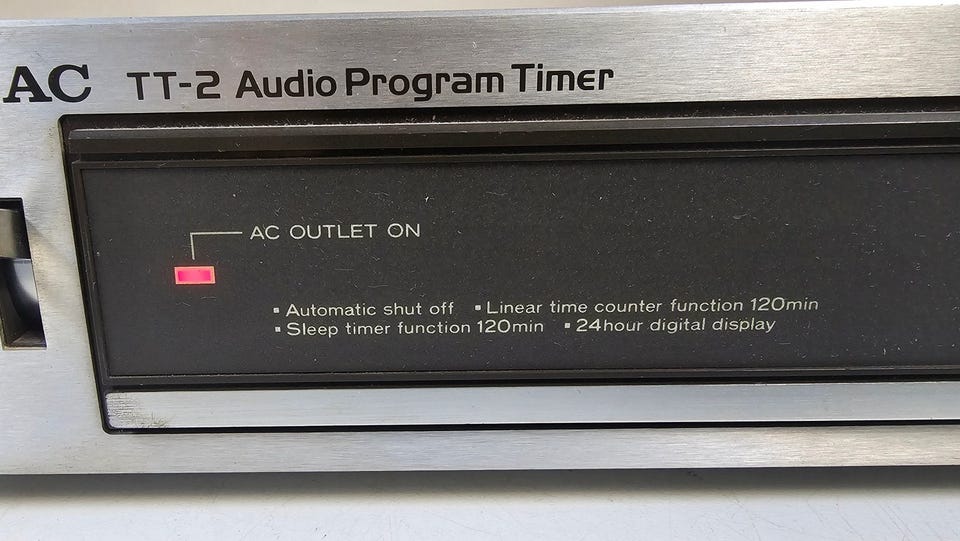 AC TT-2 Audio Program Timer
AC OUTLET ON
▪ Automatic shut off ▪ Linear time counter function 120min
▪ Sleep timer function 120min ▪ 24hour digital display